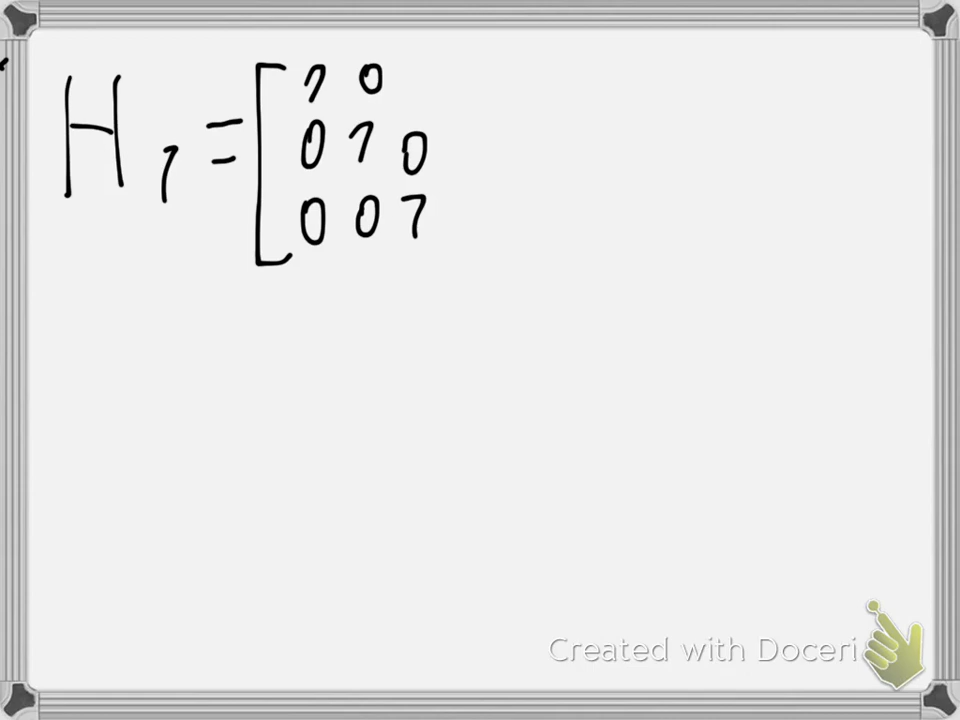 H₁ = [ 1 0
0 1 0
0 0 1
Created with Doceri